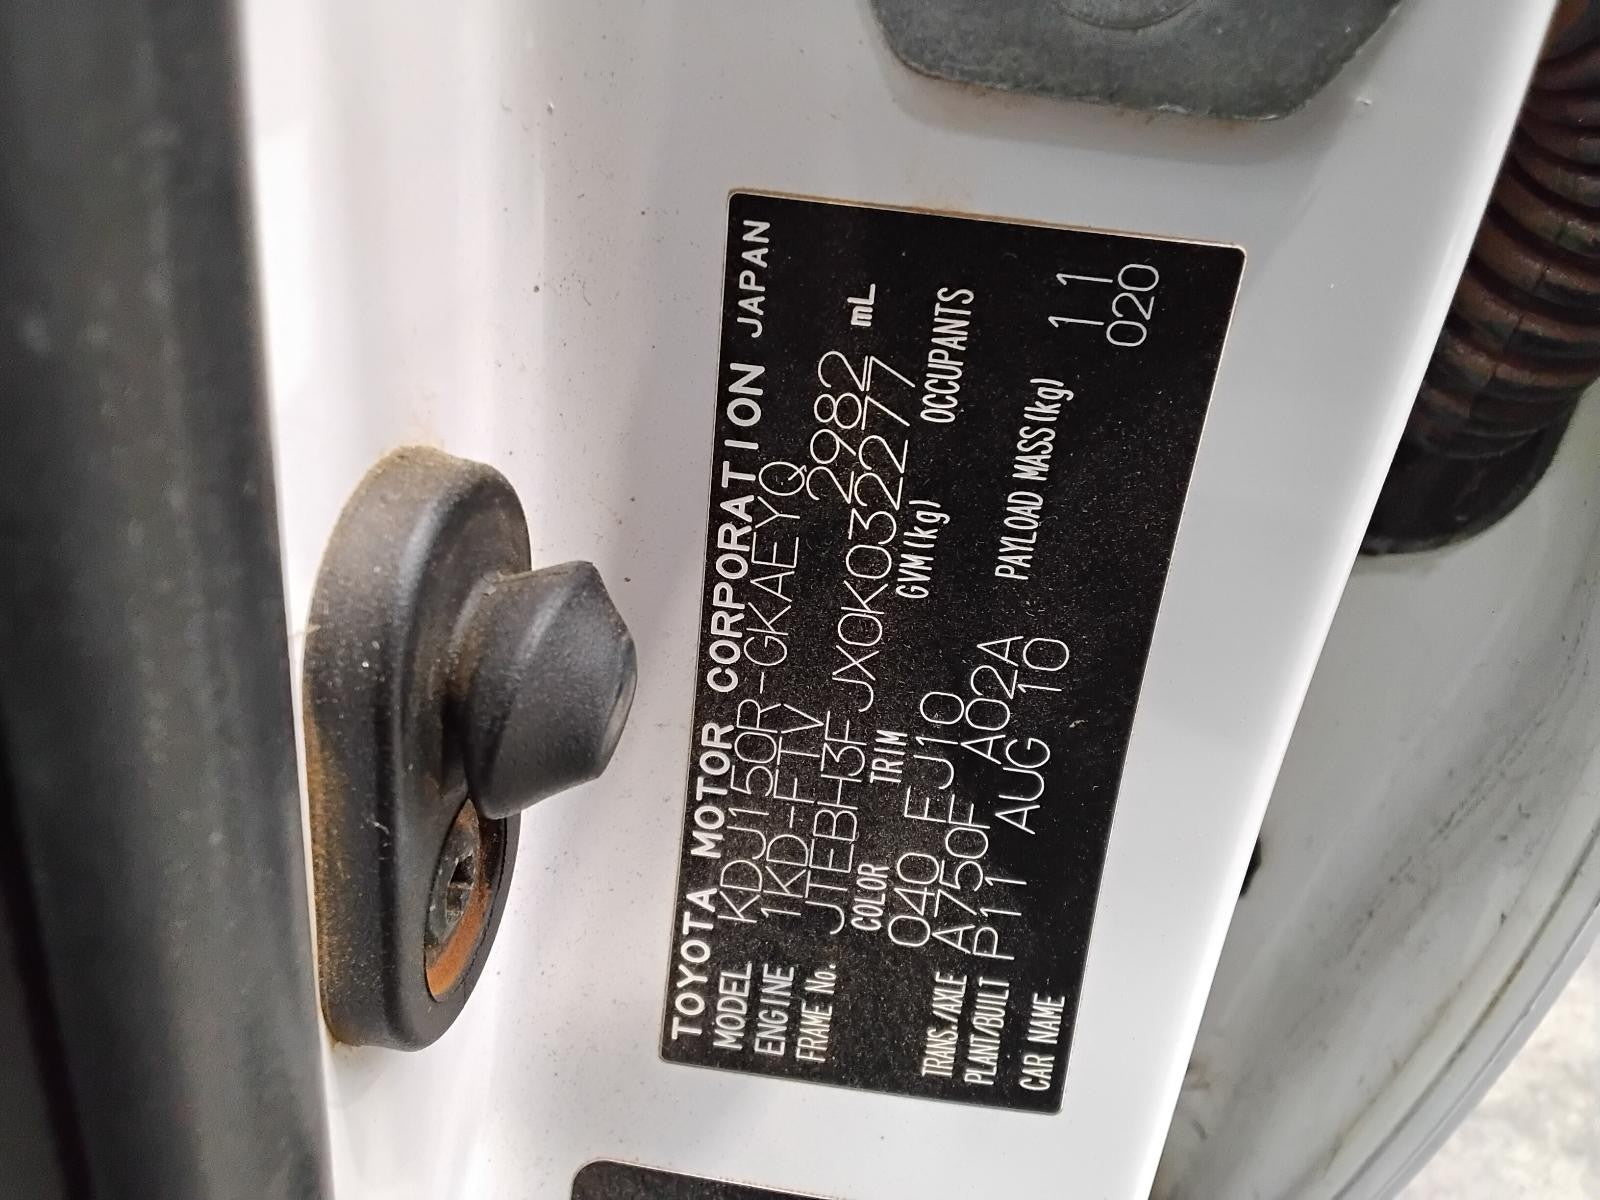 TOYOTA MOTOR CORPORATION JAPAN
MODEL KDJ150R-GKAEYQ
ENGINE 1KD-FTV 2982 mL
FRAME No. JTEBH3FJX0K032277
COLOR TRIM GVM(kg) OCCUPANTS
040 FJ10
TRANS/AXLE A750F A02A
PLANT/BUILT P11 AUG 10 PAYLOAD MASS(kg) 11
CAR NAME 020